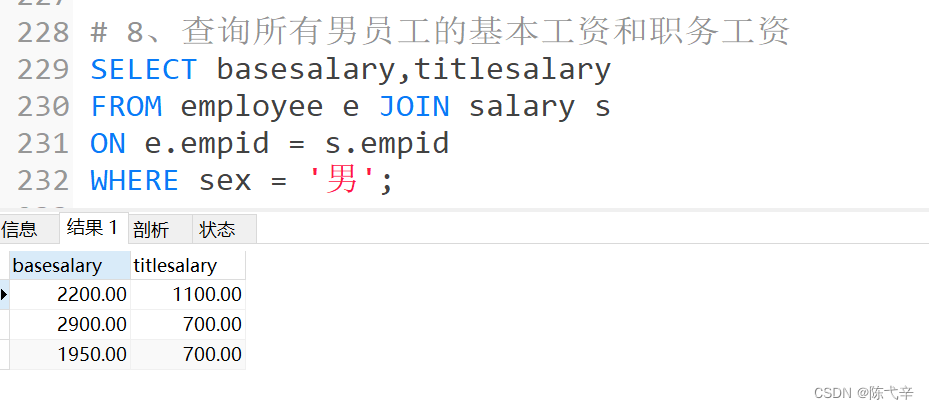 228 # 8、查询所有男员工的基本工资和职务工资
229 SELECT basesalary,titlesalary
230 FROM employee e JOIN salary s
231 ON e.empid = s.empid
232 WHERE sex = '男';
信息 结果 1 剖析 状态
basesalary titlesalary
2200.00 1100.00
2900.00 700.00
1950.00 700.00
CSDN @陈弋辛